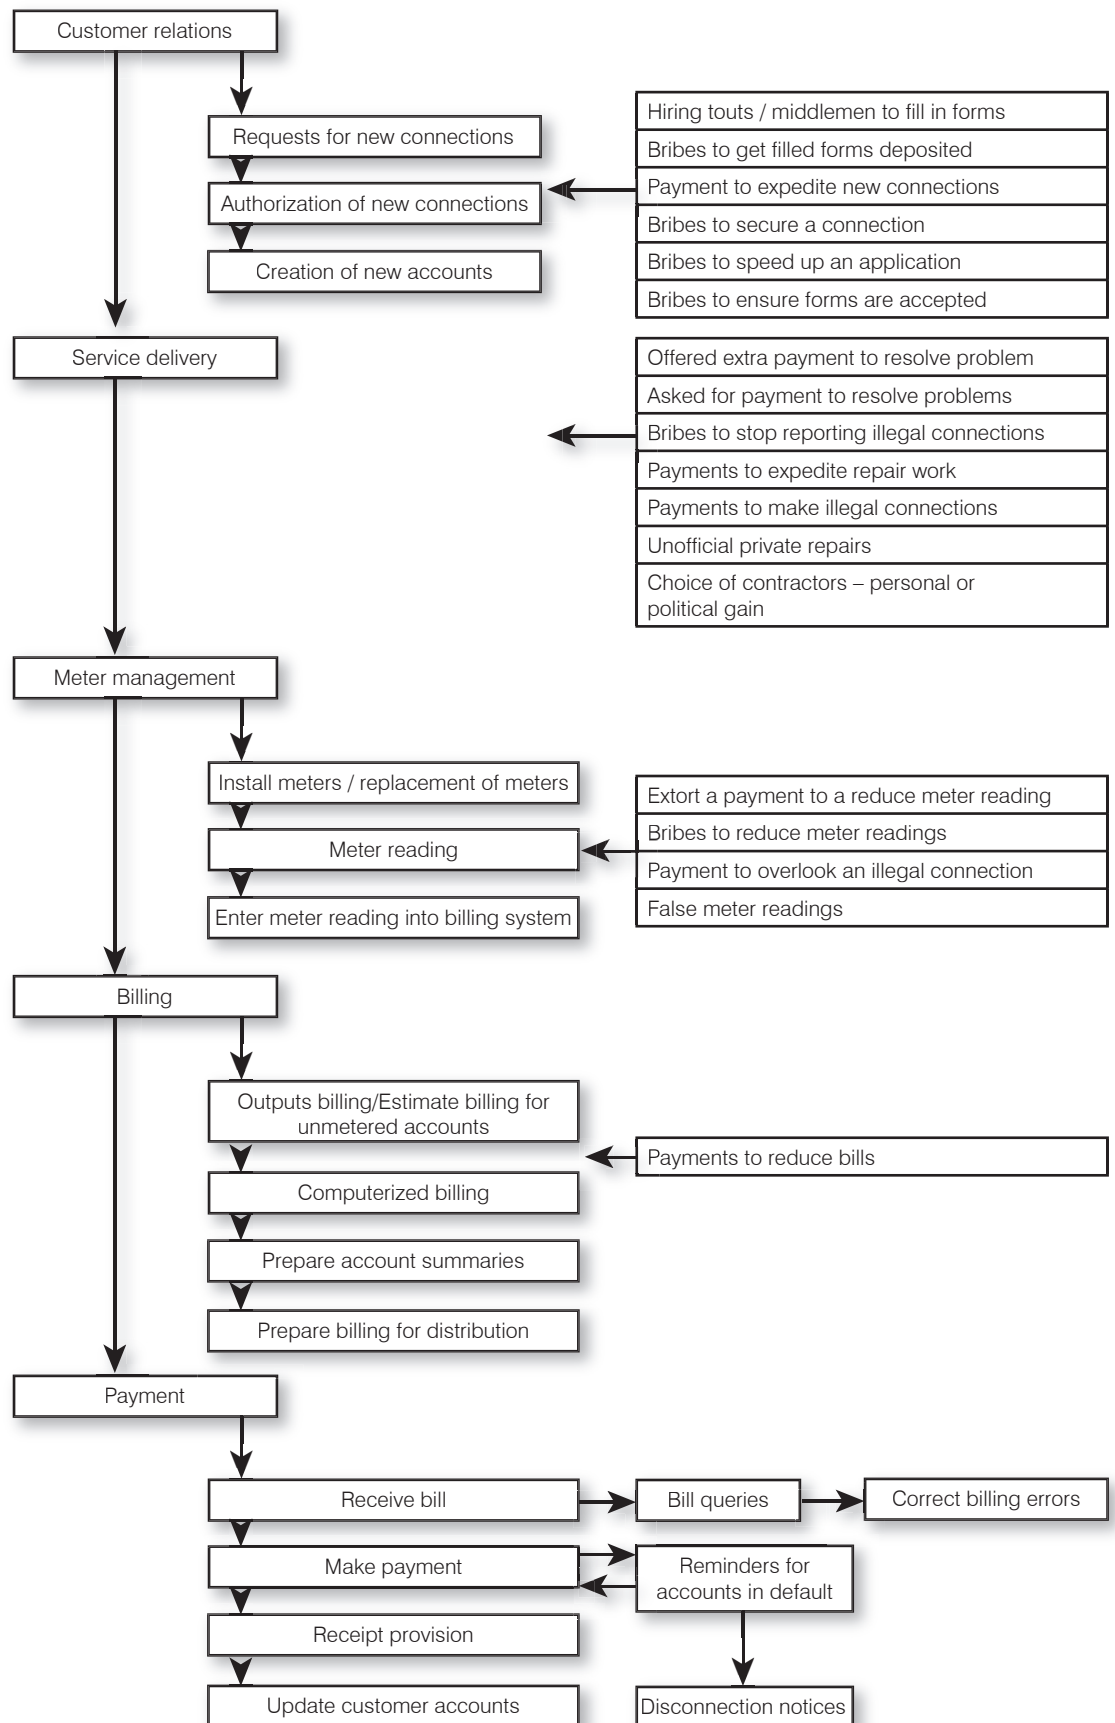 Customer relations
Requests for new connections
Authorization of new connections
Creation of new accounts
Hiring touts / middlemen to fill in forms
Bribes to get filled forms deposited
Payment to expedite new connections
Bribes to secure a connection
Bribes to speed up an application
Bribes to ensure forms are accepted
Service delivery
Offered extra payment to resolve problem
Asked for payment to resolve problems
Bribes to stop reporting illegal connections
Payments to expedite repair work
Payments to make illegal connections
Unofficial private repairs
Choice of contractors – personal or
political gain
Meter management
Install meters / replacement of meters
Meter reading
Enter meter reading into billing system
Extort a payment to a reduce meter reading
Bribes to reduce meter readings
Payment to overlook an illegal connection
False meter readings
Billing
Outputs billing/Estimate billing for
unmetered accounts
Payments to reduce bills
Computerized billing
Prepare account summaries
Prepare billing for distribution
Payment
Receive bill
Bill queries
Correct billing errors
Make payment
Reminders for
accounts in default
Receipt provision
Update customer accounts
Disconnection notices